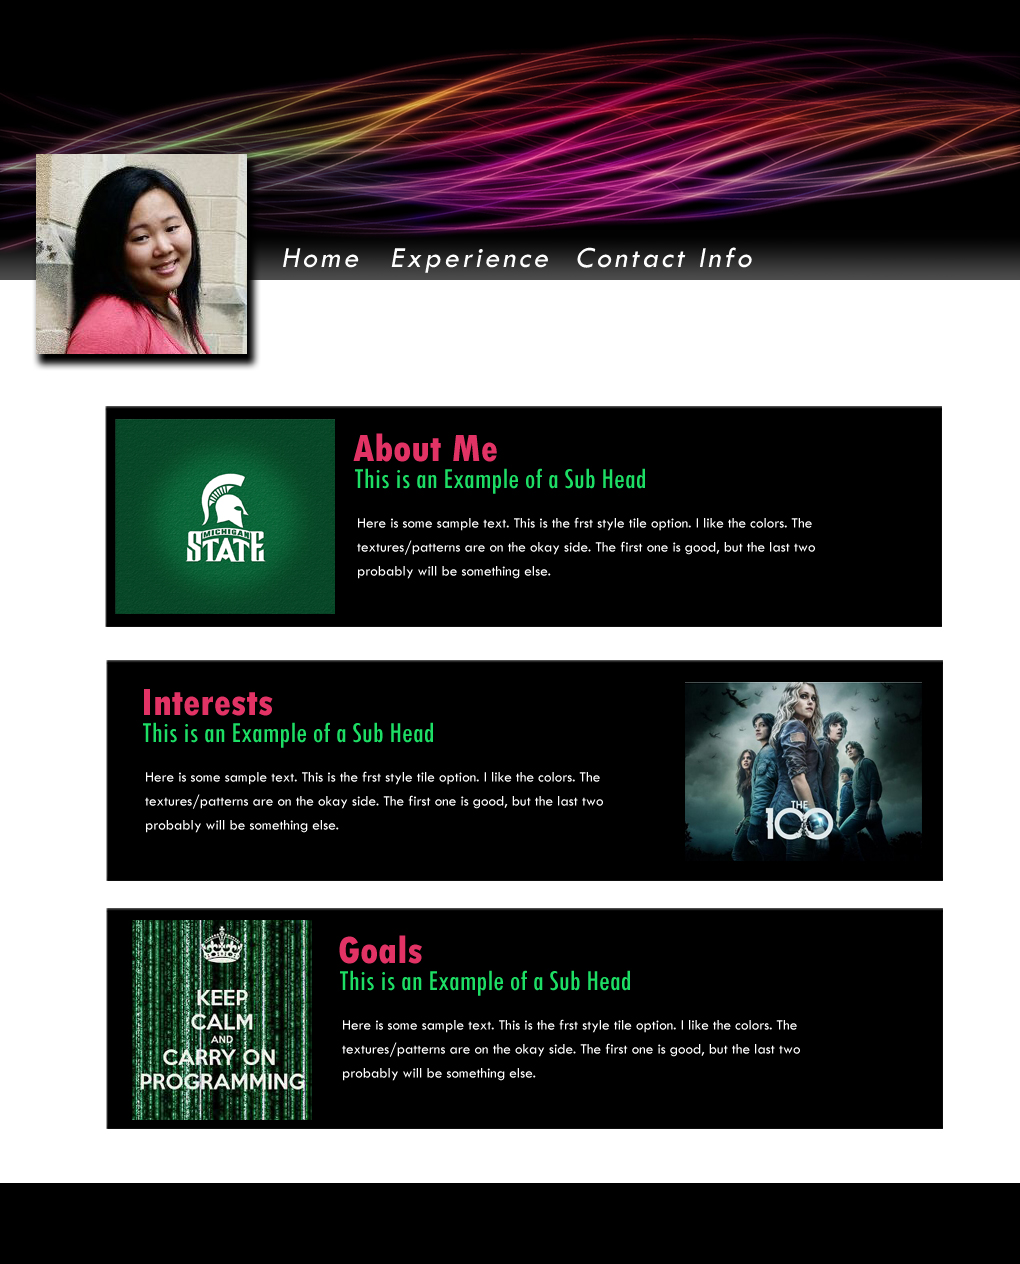 Home Experience Contact Info
About Me
This is an Example of a Sub Head
Here is some sample text. This is the frst style tile option. I like the colors. The
textures/patterns are on the okay side. The first one is good, but the last two
probably will be something else.
MICHIGAN
STATE
Interests
This is an Example of a Sub Head
Here is some sample text. This is the frst style tile option. I like the colors. The
textures/patterns are on the okay side. The first one is good, but the last two
probably will be something else.
THE
100
KEEP
CALM
AND
CARRY ON
PROGRAMMING
Goals
This is an Example of a Sub Head
Here is some sample text. This is the frst style tile option. I like the colors. The
textures/patterns are on the okay side. The first one is good, but the last two
probably will be something else.